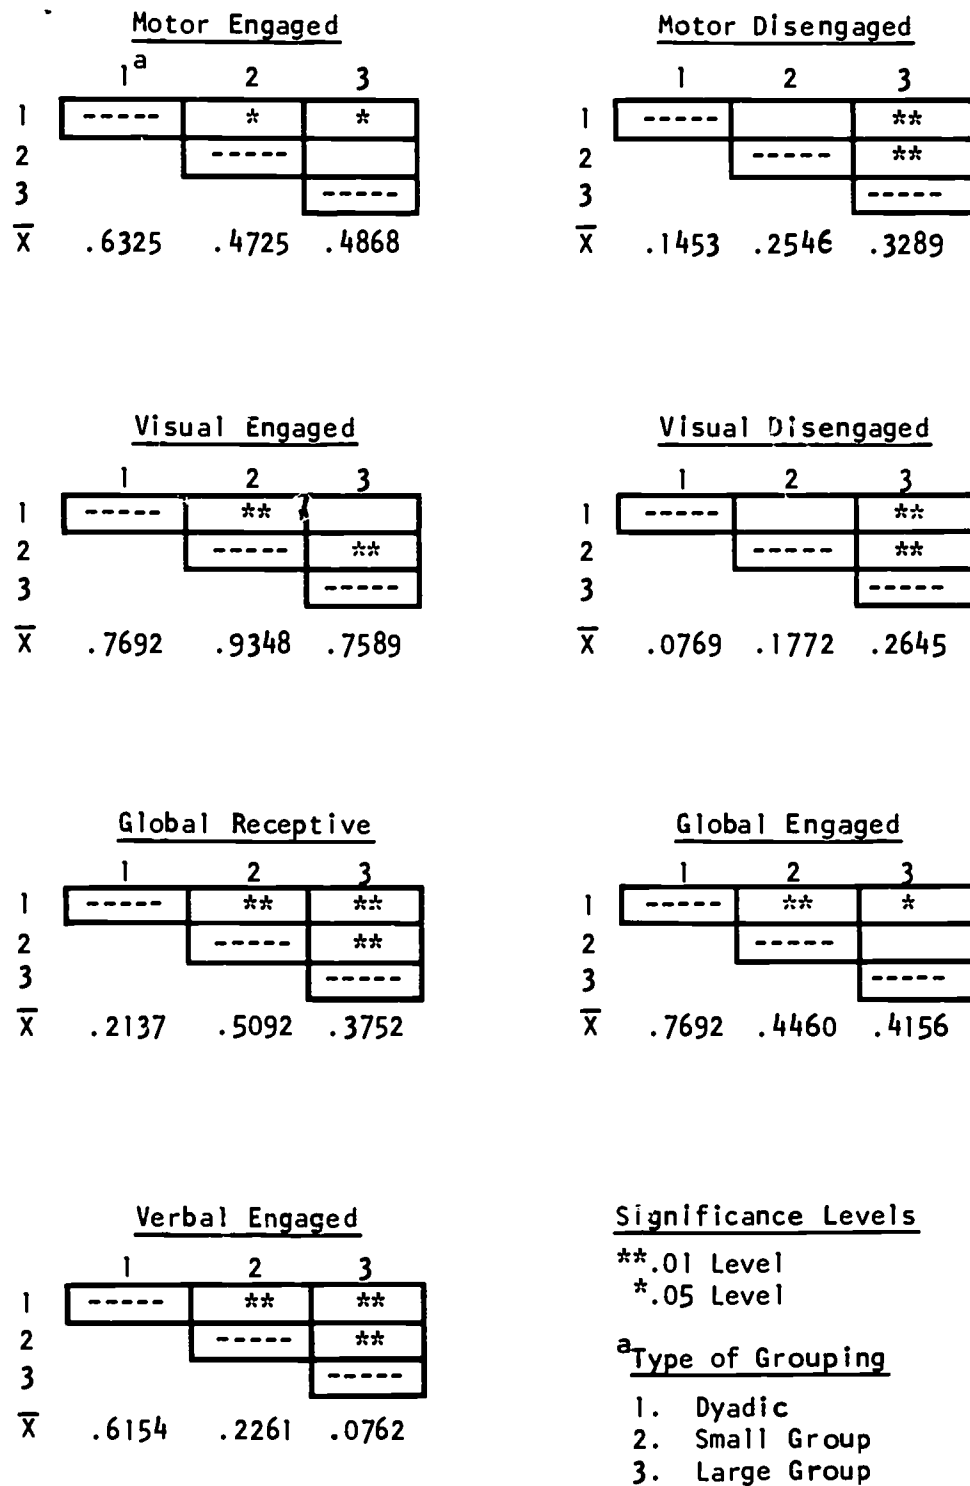 Motor Engaged
1a 2 3
1 ----- * *
2 -----
3 -----
X̅ .6325 .4725 .4868
Motor Disengaged
1 2 3
1 ----- **
2 ----- **
3 -----
X̅ .1453 .2546 .3289
Visual Engaged
1 2 3
1 ----- **
2 ----- **
3 -----
X̅ .7692 .9348 .7589
Visual Disengaged
1 2 3
1 ----- **
2 ----- **
3 -----
X̅ .0769 .1772 .2645
Global Receptive
1 2 3
1 ----- ** **
2 ----- **
3 -----
X̅ .2137 .5092 .3752
Global Engaged
1 2 3
1 ----- ** *
2 -----
3 -----
X̅ .7692 .4460 .4156
Verbal Engaged
1 2 3
1 ----- ** **
2 ----- **
3 -----
X̅ .6154 .2261 .0762
Significance Levels
**.01 Level
*.05 Level
aType of Grouping
1. Dyadic
2. Small Group
3. Large Group